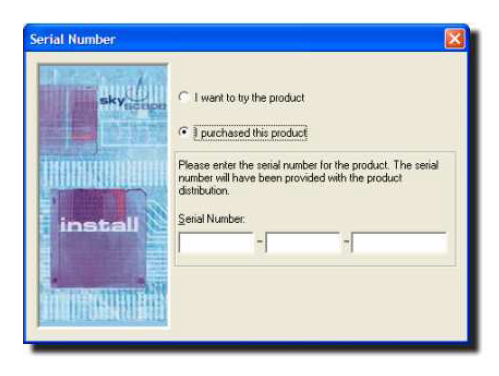 Serial Number
skyscape
I want to try the product
I purchased this product
Please enter the serial number for the product. The serial
number will have been provided with the product
distribution.
install
Serial Number:
- -